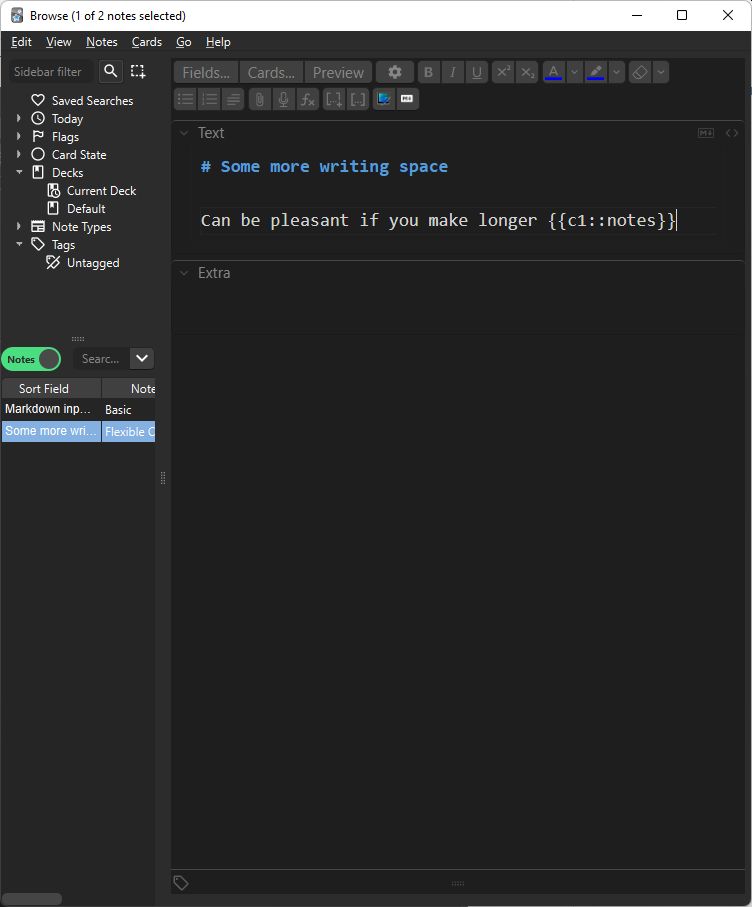 Browse (1 of 2 notes selected)
Edit View Notes Cards Go Help
Sidebar filter
Saved Searches
Today
Flags
Card State
Decks
Current Deck
Default
Note Types
Tags
Untagged
Notes
Searc...
Sort Field Note
Markdown inp... Basic
Some more wri... Flexible C
Fields... Cards... Preview B I U X² X₂ A
fx [...] [...]
Text
# Some more writing space
Can be pleasant if you make longer {{c1::notes}}
Extra